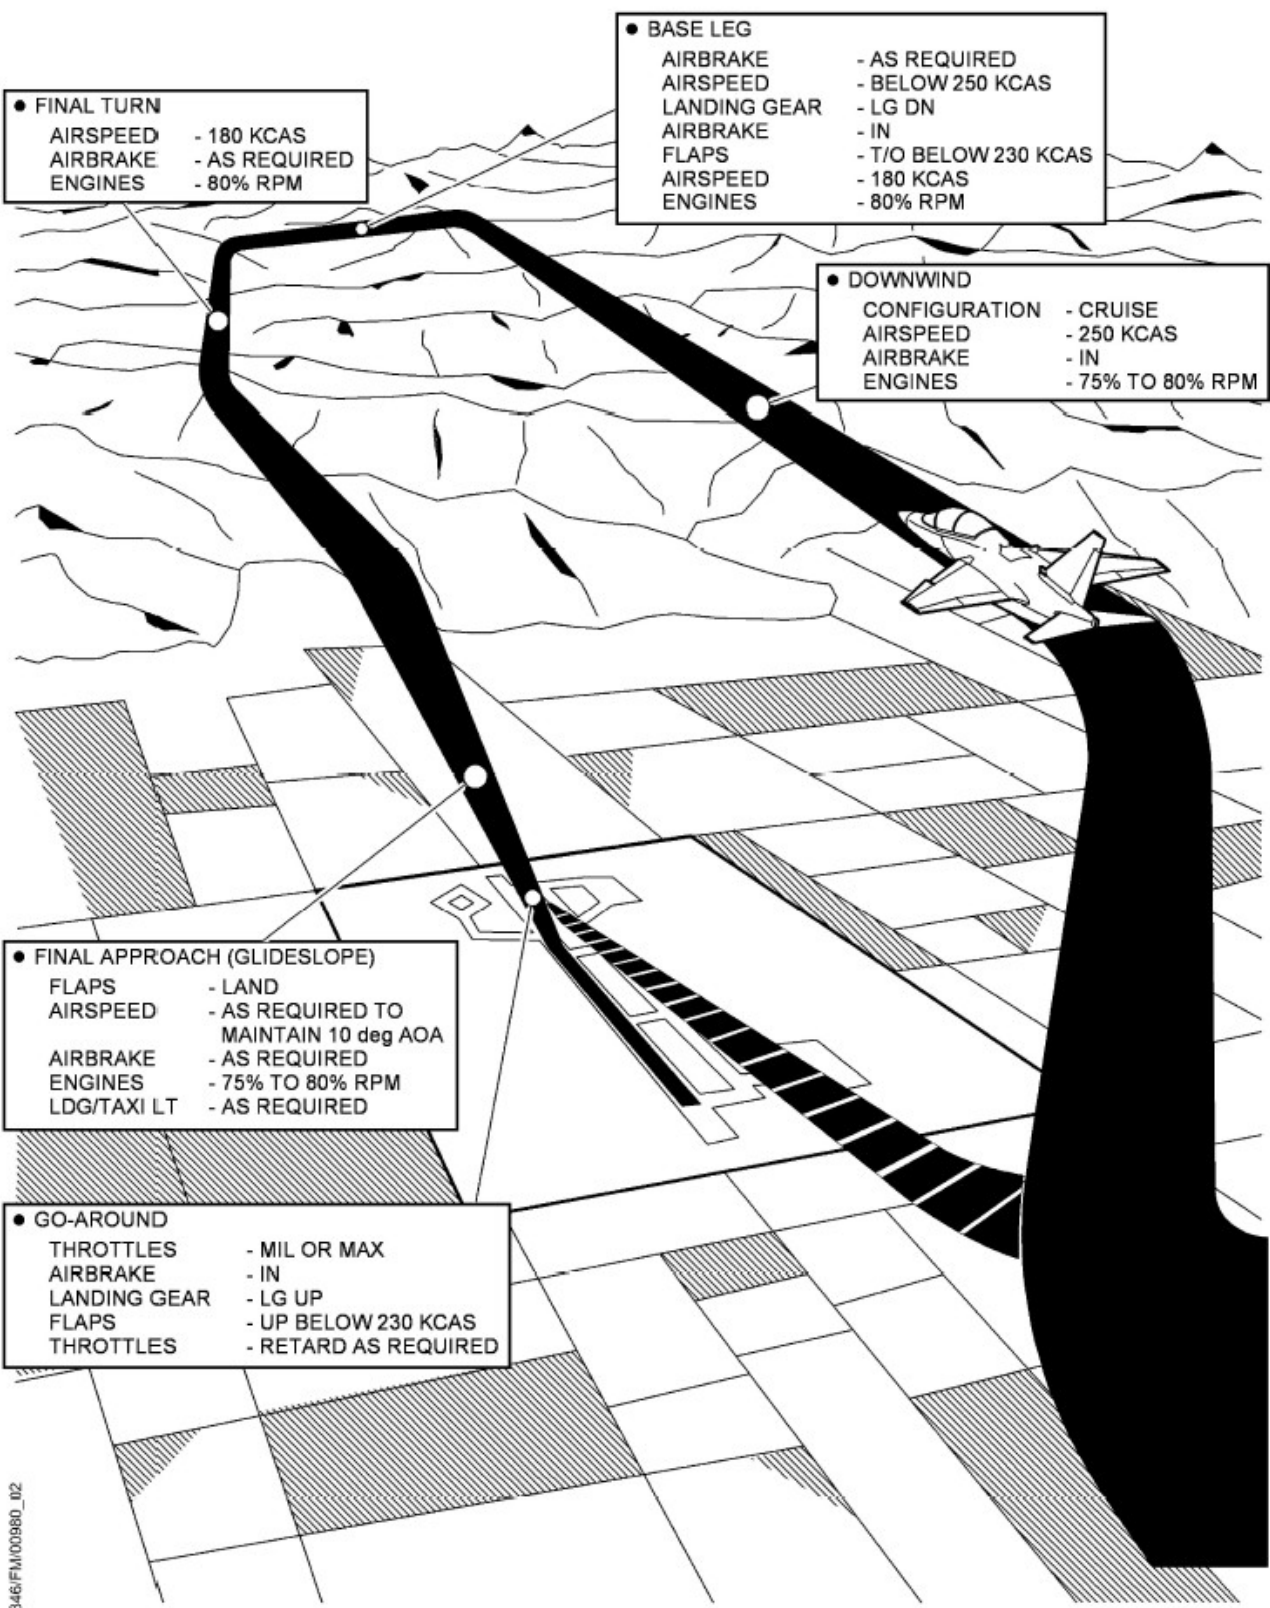 ● BASE LEG
AIRBRAKE - AS REQUIRED
AIRSPEED - BELOW 250 KCAS
LANDING GEAR - LG DN
AIRBRAKE - IN
FLAPS - T/O BELOW 230 KCAS
AIRSPEED - 180 KCAS
ENGINES - 80% RPM
● FINAL TURN
AIRSPEED - 180 KCAS
AIRBRAKE - AS REQUIRED
ENGINES - 80% RPM
● DOWNWIND
CONFIGURATION - CRUISE
AIRSPEED - 250 KCAS
AIRBRAKE - IN
ENGINES - 75% TO 80% RPM
● FINAL APPROACH (GLIDESLOPE)
FLAPS - LAND
AIRSPEED - AS REQUIRED TO
MAINTAIN 10 deg AOA
AIRBRAKE - AS REQUIRED
ENGINES - 75% TO 80% RPM
LDG/TAXI LT - AS REQUIRED
● GO-AROUND
THROTTLES - MIL OR MAX
AIRBRAKE - IN
LANDING GEAR - LG UP
FLAPS - UP BELOW 230 KCAS
THROTTLES - RETARD AS REQUIRED
346/FM/00980_02